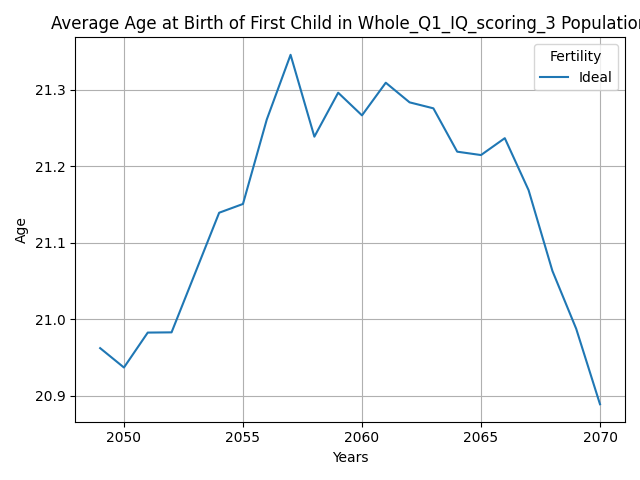 Average Age at Birth of First Child in Whole_Q1_IQ_scoring_3 Population
Fertility
Ideal
21.3
21.2
21.1
21.0
20.9
Age
2050 2055 2060 2065 2070
Years